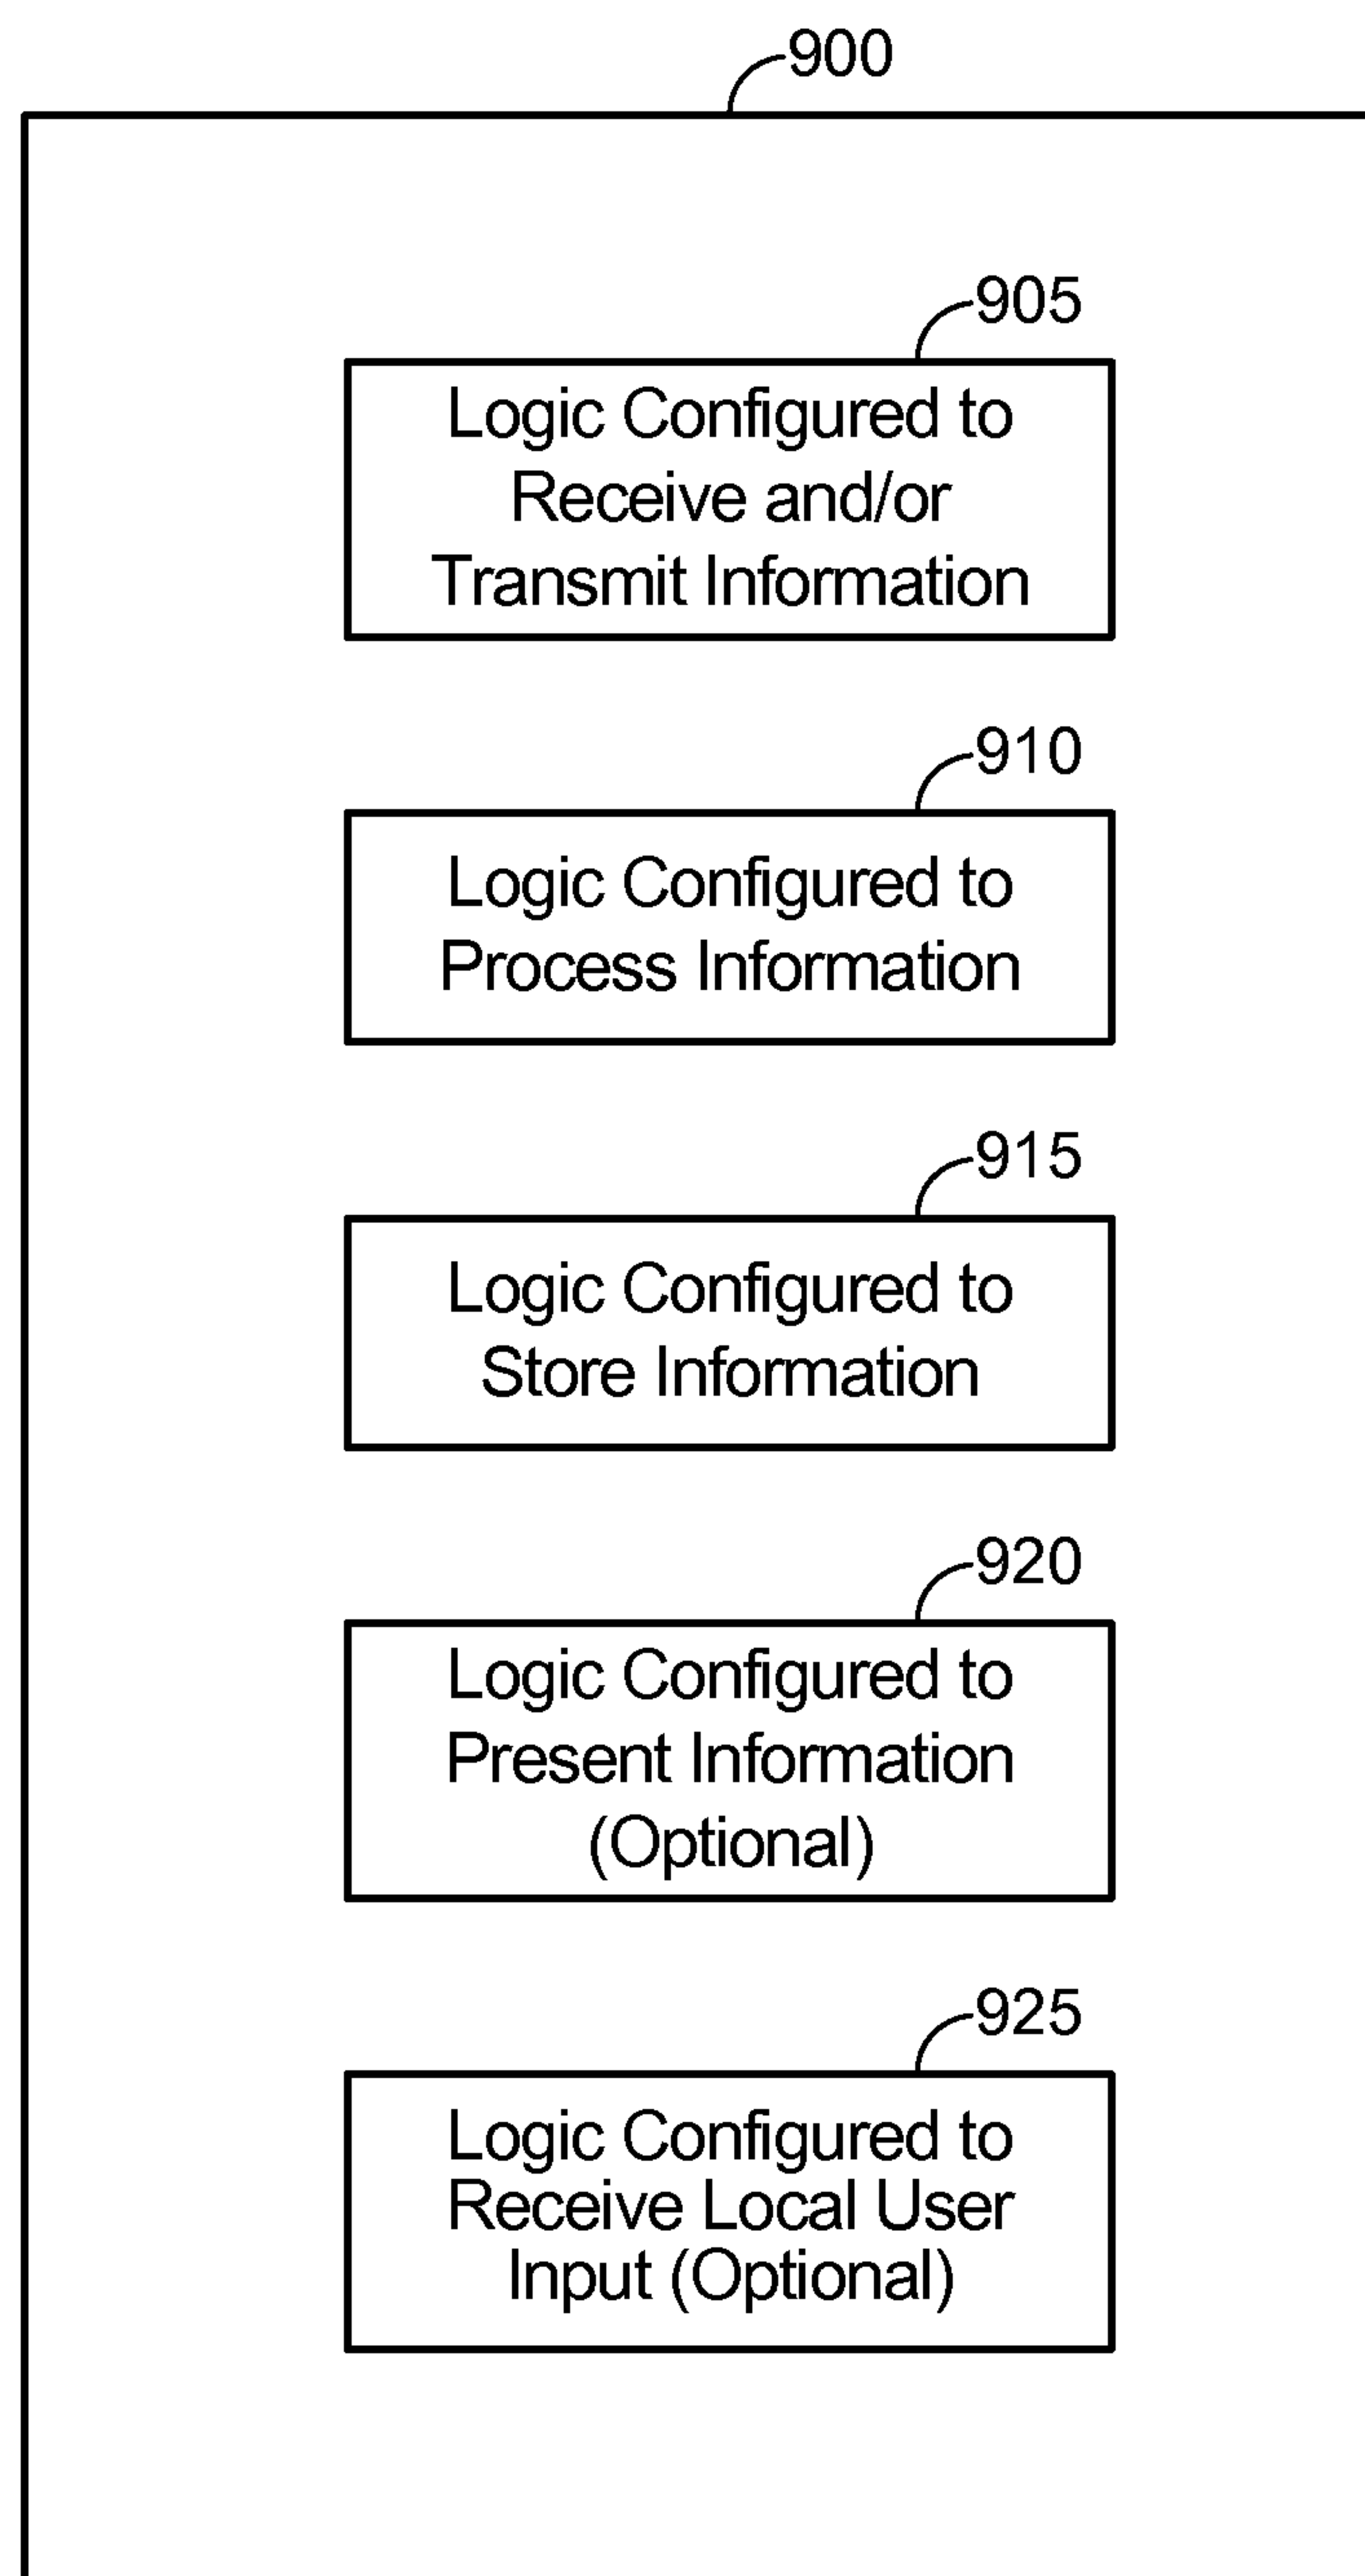 900
905
Logic Configured to
Receive and/or
Transmit Information
910
Logic Configured to
Process Information
915
Logic Configured to
Store Information
920
Logic Configured to
Present Information
(Optional)
925
Logic Configured to
Receive Local User
Input (Optional)